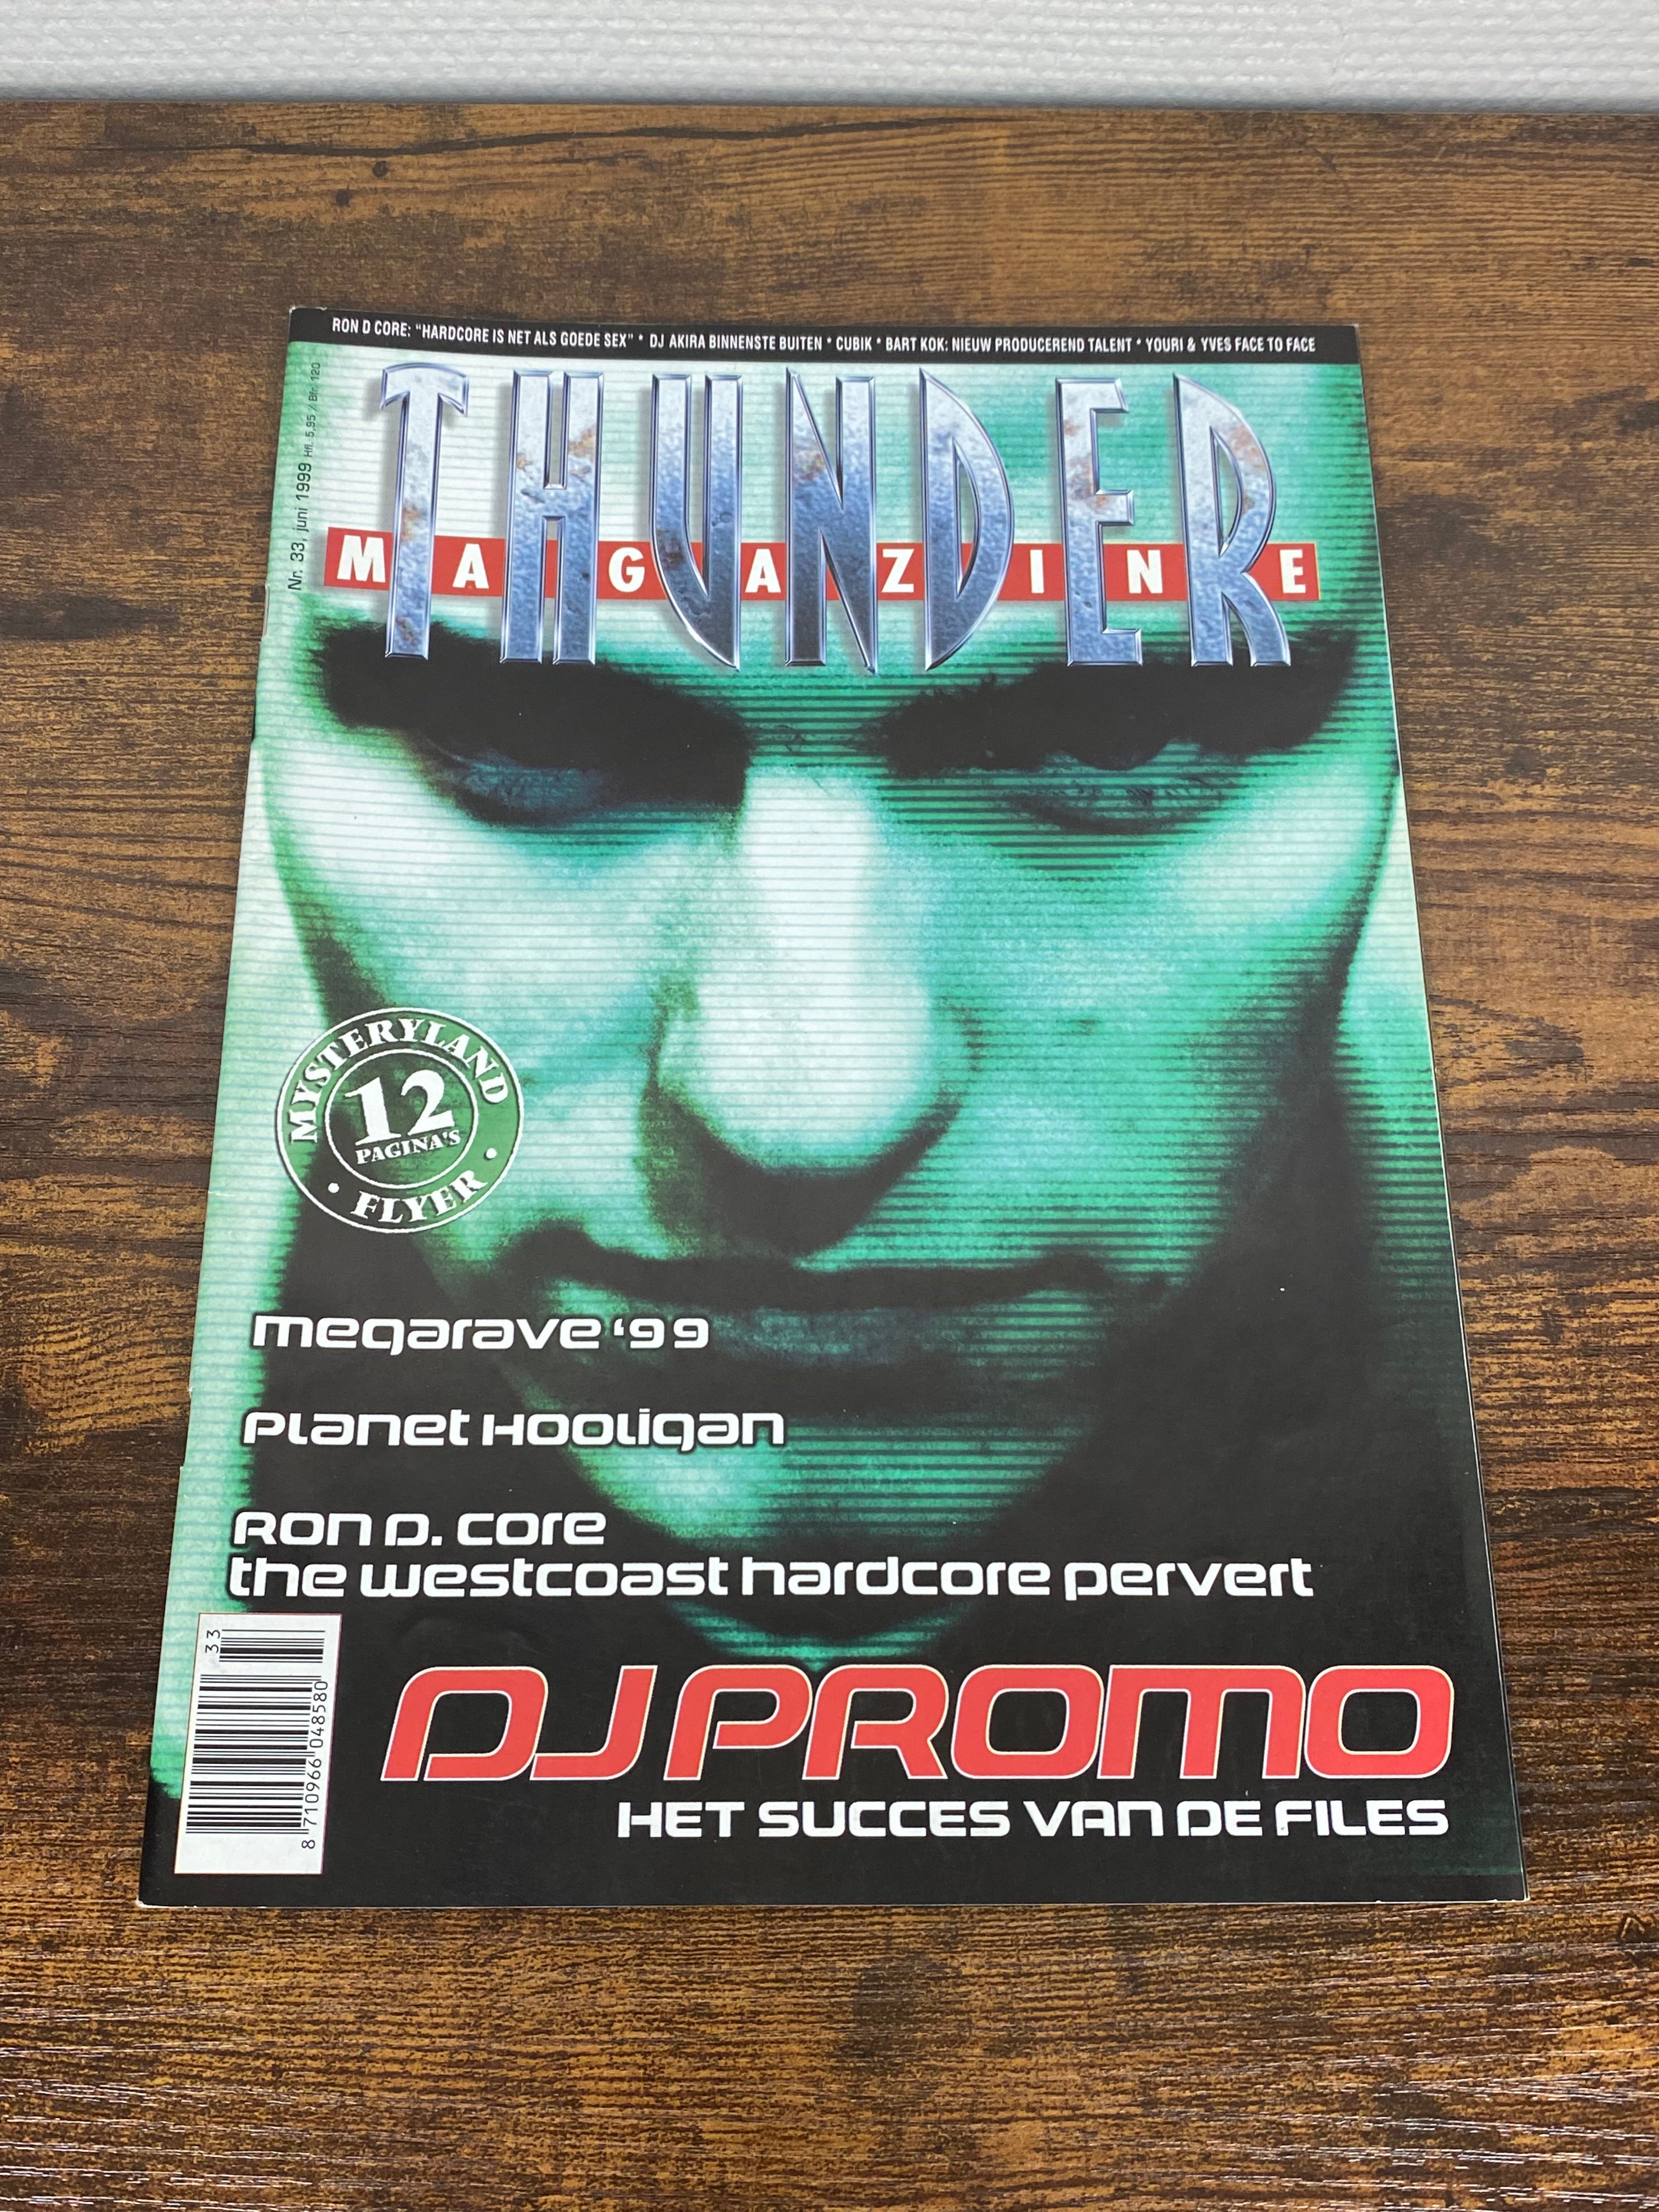 RON D CORE: "HARDCORE IS NET ALS GOEDE SEX" * DJ AKIRA BINNENSTE BUITEN * CUBIK * BART KOK: NIEUW PRODUCEREND TALENT * YOURI & YVES FACE TO FACE
Nr. 33, juni 1999 Hfl. 5,95 / Bfr. 120
THUNDER
MAGAZINE
MYSTERYLAND
12
PAGINA'S
• FLYER •
megarave '99
Planet Hooligan
Ron D. Core
the westcoast hardcore pervert
33
8 710966 048580
DJ PROMO
HET SUCCES VAN DE FILES